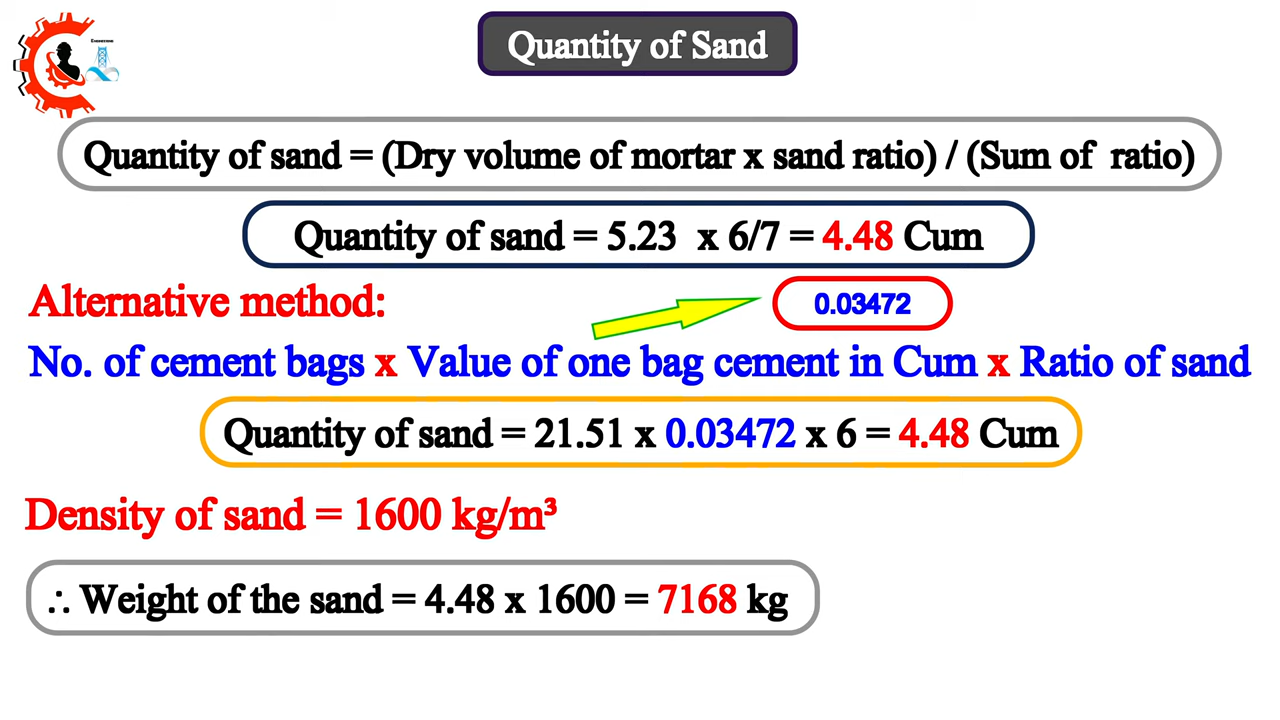 Quantity of Sand
Quantity of sand = (Dry volume of mortar x sand ratio) / (Sum of ratio)
Quantity of sand = 5.23 x 6/7 = 4.48 Cum
Alternative method:
0.03472
No. of cement bags x Value of one bag cement in Cum x Ratio of sand
Quantity of sand = 21.51 x 0.03472 x 6 = 4.48 Cum
Density of sand = 1600 kg/m³
∴ Weight of the sand = 4.48 x 1600 = 7168 kg